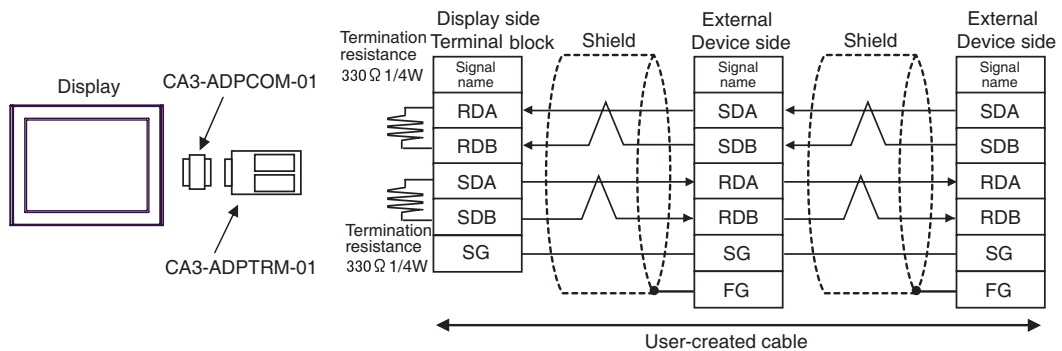 Display
CA3-ADPCOM-01
CA3-ADPTRM-01
Termination
resistance
330Ω 1/4W
Termination
resistance
330Ω 1/4W
Display side
Terminal block
Signal
name
RDA
RDB
SDA
SDB
SG
Shield
External
Device side
Signal
name
SDA
SDB
RDA
RDB
SG
FG
Shield
External
Device side
Signal
name
SDA
SDB
RDA
RDB
SG
FG
User-created cable